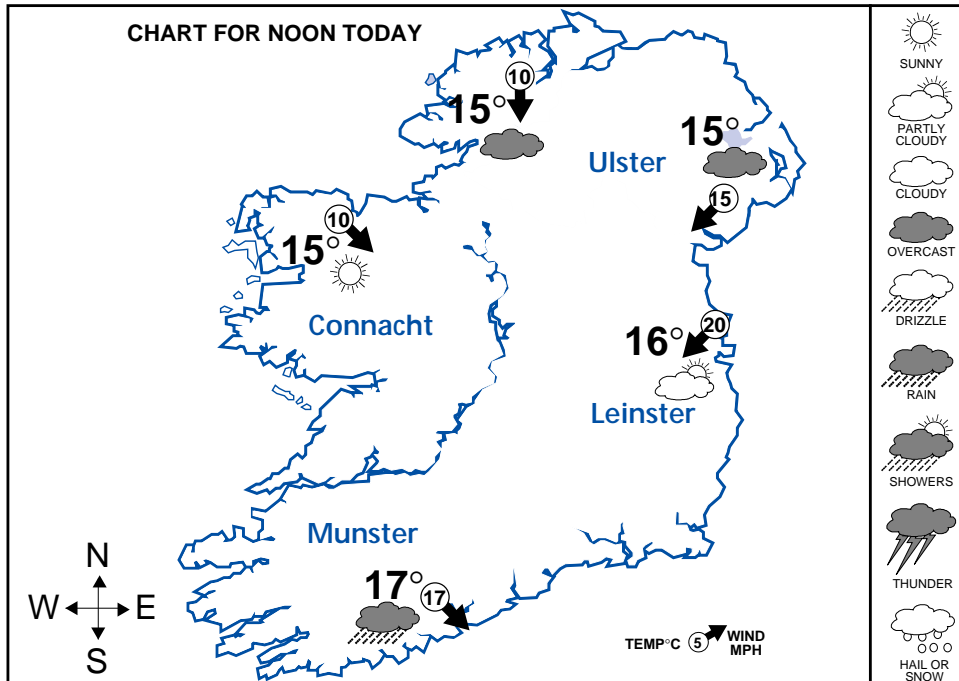 CHART FOR NOON TODAY
10
15°
15°
Ulster
15
10
15°
Connacht
20
16°
Leinster
Munster
17°
17
N
W E
S
TEMP°C 5 WIND
MPH
SUNNY
PARTLY
CLOUDY
CLOUDY
OVERCAST
DRIZZLE
RAIN
SHOWERS
THUNDER
HAIL OR
SNOW